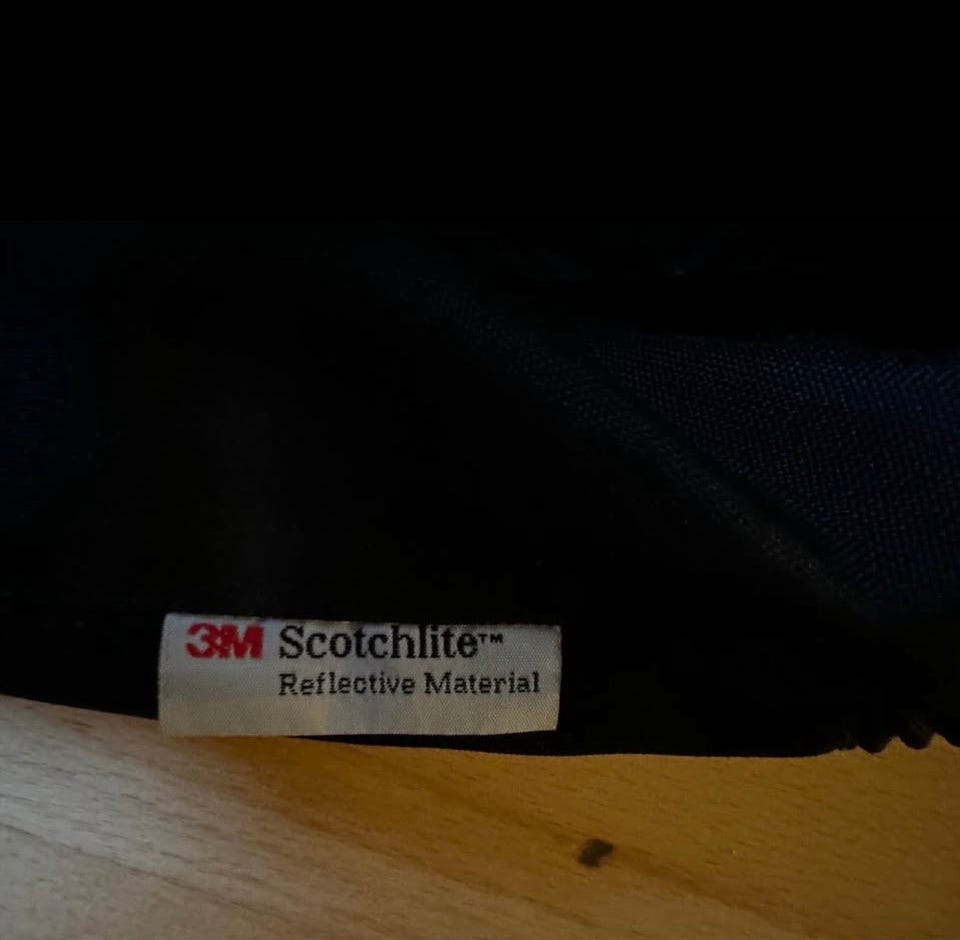 3M Scotchlite™
Reflective Material